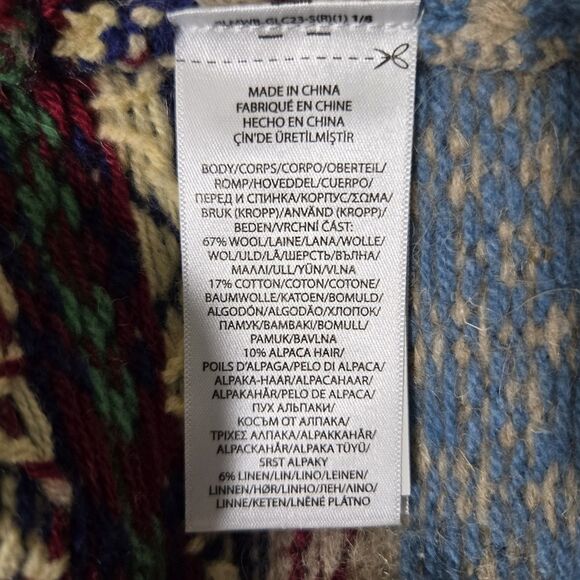 MADE IN CHINA
FABRIQUÉ EN CHINE
HECHO EN CHINA
ÇİN'DE ÜRETİLMİŞTİR
BODY/CORPS/CORPO/OBERTEIL/
ROMP/HOVEDDEL/CUERPO/
ПЕРЕД И СПИНКА/КОРПУС/ΣΩΜΑ/
BRUK (KROPP)/ANVÄND (KROPP)/
BEDEN/VRCHNÍ ČÁST:
67% WOOL/LAINE/LANA/WOLLE/
WOL/ULD/LÃ/ШЕРСТЬ/ВЪЛНА/
ΜΑΛΛΙ/ULL/YÜN/VLNA
17% COTTON/COTON/COTONE/
BAUMWOLLE/KATOEN/BOMULD/
ALGODÓN/ALGODÃO/ХЛОПОК/
ПАМУК/ΒΑΜΒΑΚΙ/BOMULL/
PAMUK/BAVLNA
10% ALPACA HAIR/
POILS D'ALPAGA/PELO DI ALPACA/
ALPAKA-HAAR/ALPACAHAAR/
ALPAKAHÅR/PELO DE ALPACA/
ПУХ АЛЬПАКИ/
КОСЪМ ОТ АЛПАКА/
ΤΡΙΧΕΣ ΑΛΠΑΚΑ/ALPAKKAHÅR/
ALPACKAHÅR/ALPAKA TÜYÜ/
SRST ALPAKY
6% LINEN/LIN/LINO/LEINEN/
LINNEN/HØR/LINHO/ЛЕН/ΛΙΝΟ/
LINNE/KETEN/LNĚNÉ PLÁTNO